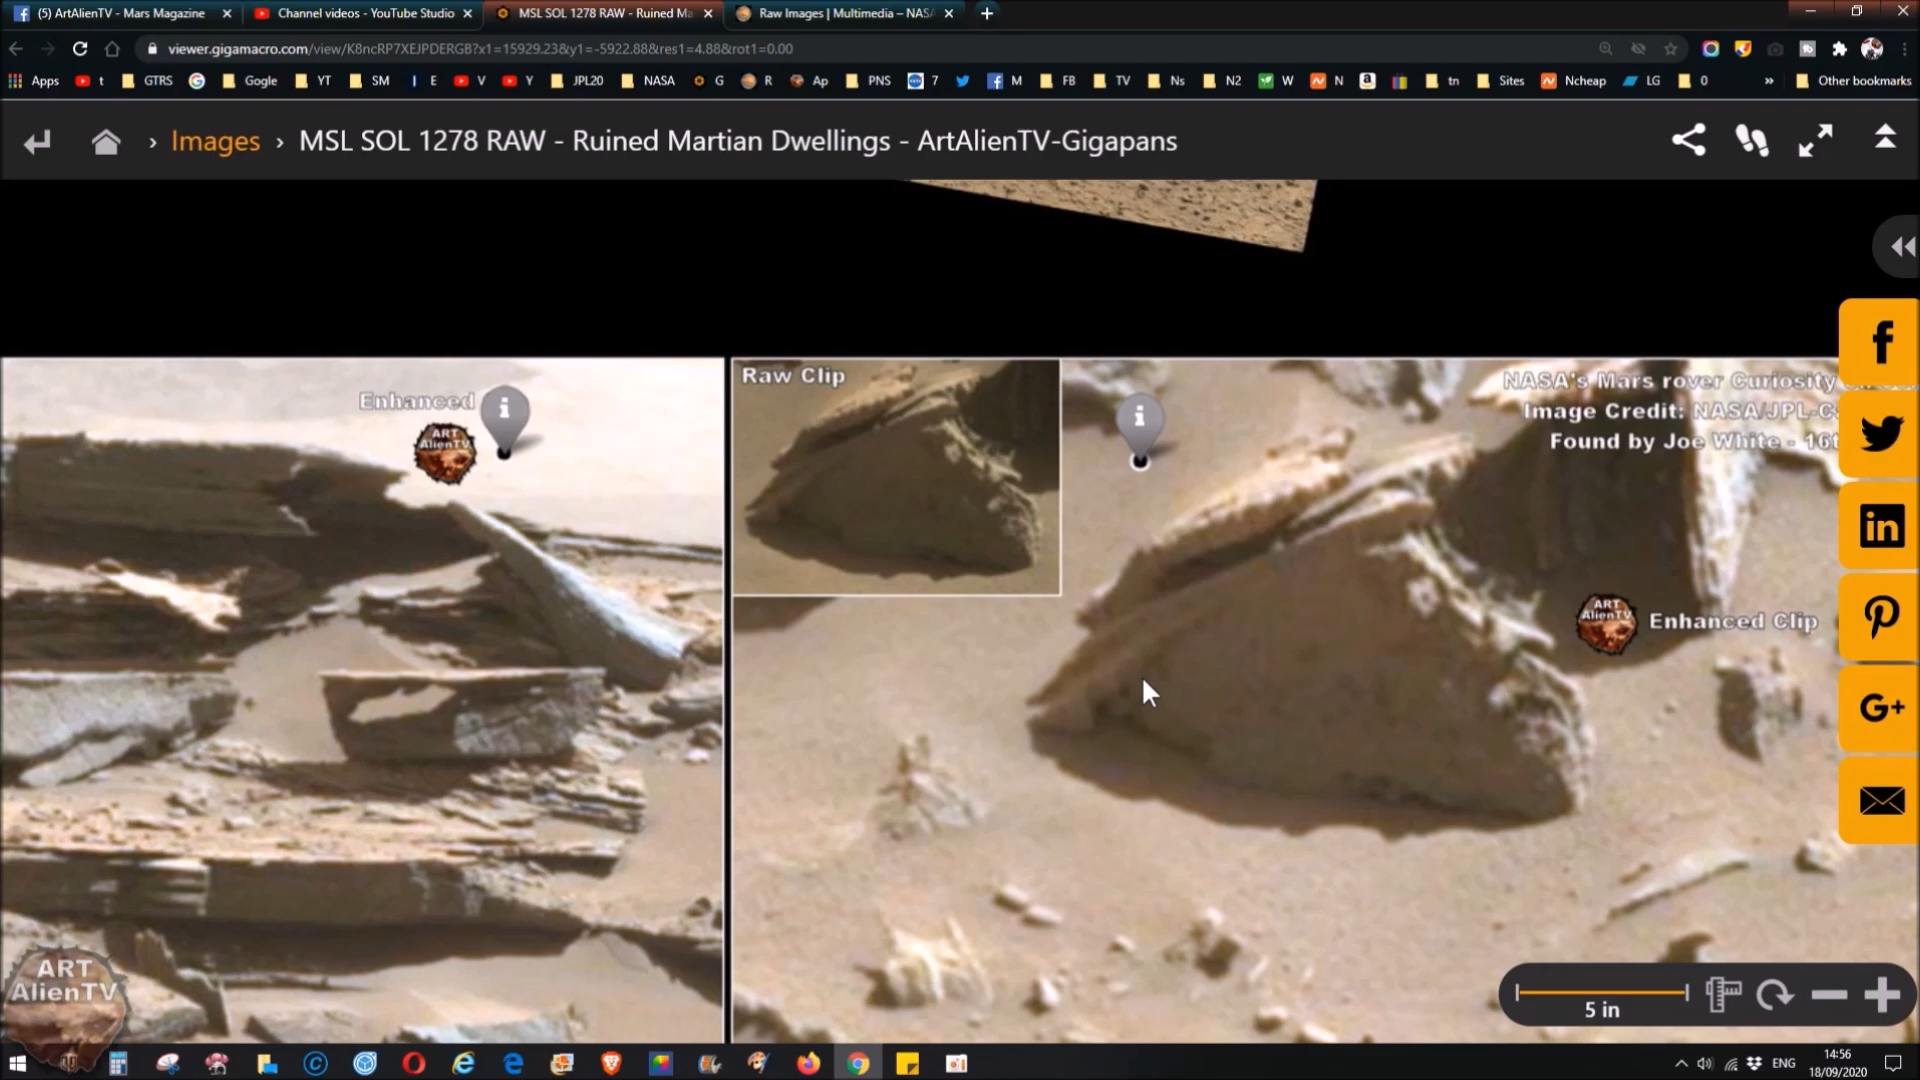 (5) ArtAlienTV - Mars Magazine
Channel videos - YouTube Studio
MSL SOL 1278 RAW - Ruined Ma
Raw Images | Multimedia – NASA
viewer.gigamacro.com/view/K8ncRP7XEJPDERGB?x1=15929.23&y1=-5922.88&res1=4.88&rot1=0.00
Apps t GTRS Gogle YT SM E V Y JPL20 NASA G R Ap PNS 7 M FB TV Ns N2 W N tn Sites Ncheap LG 0 » Other bookmarks
› Images › MSL SOL 1278 RAW - Ruined Martian Dwellings - ArtAlienTV-Gigapans
Enhanced
ART
AlienTV
Raw Clip
NASA's Mars rover Curiosity
Image Credit: NASA/JPL-C
Found by Joe White - 16t
ART
AlienTV
Enhanced Clip
ART
AlienTV
5 in
ENG
14:56
18/09/2020